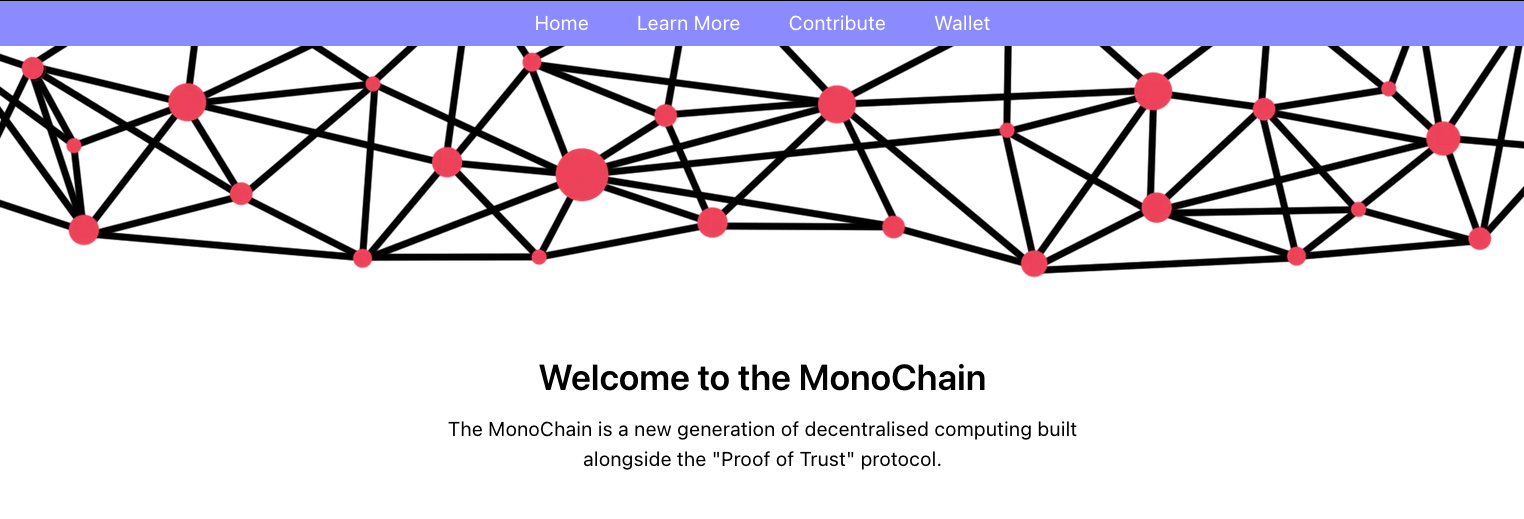 Home Learn More Contribute Wallet
Welcome to the MonoChain
The MonoChain is a new generation of decentralised computing built
alongside the "Proof of Trust" protocol.